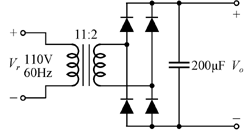 11:2
+
+
V_r 110V
60Hz
200μF V_o
−
−